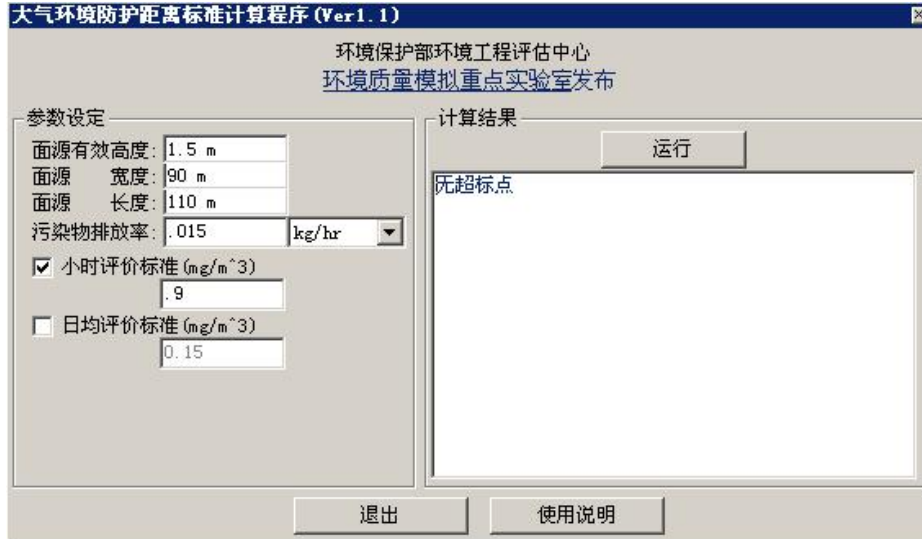 大气环境防护距离标准计算程序(Ver1.1)
环境保护部环境工程评估中心
环境质量模拟重点实验室发布
参数设定
面源有效高度: 1.5 m
面源 宽度: 90 m
面源 长度: 110 m
污染物排放率: .015 kg/hr
小时评价标准(mg/m^3)
.9
日均评价标准(mg/m^3)
0.15
计算结果
运行
无超标点
退出 使用说明